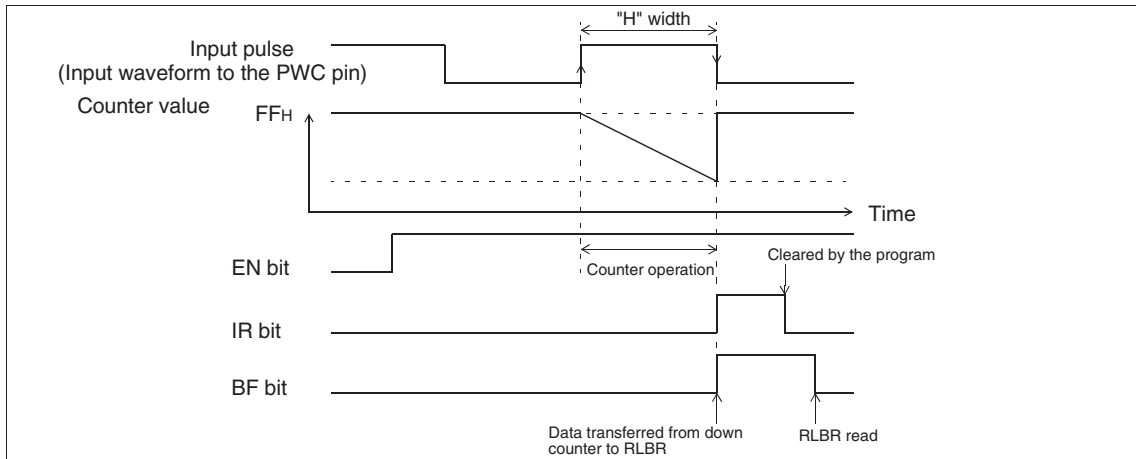 "H" width
Input pulse
(Input waveform to the PWC pin)
Counter value
FFH
Time
EN bit
Counter operation
Cleared by the program
IR bit
BF bit
Data transferred from down
counter to RLBR
RLBR read